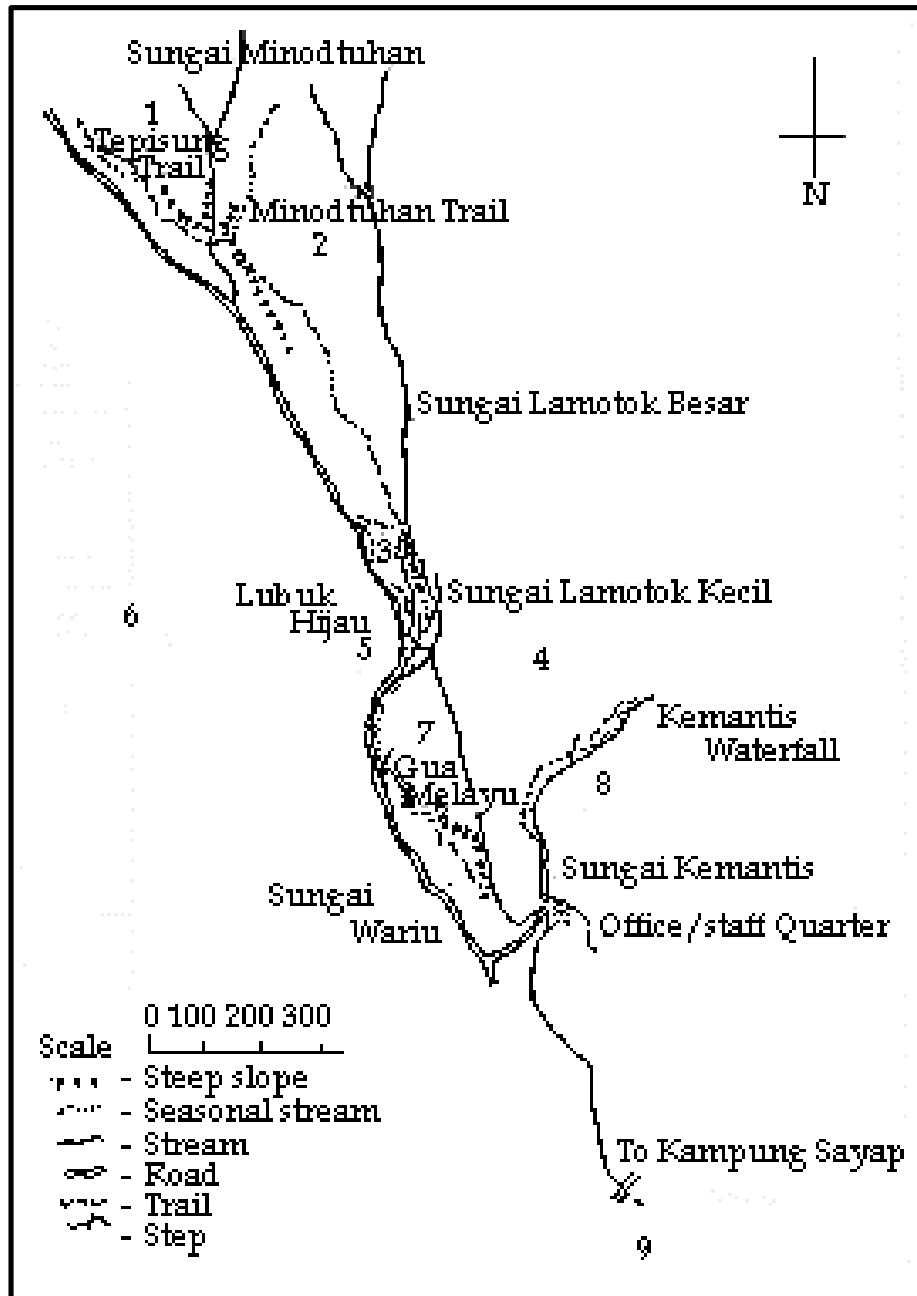 Sungai Minodtuhan
1
Tepisung
Trail
N
Minodtuhan Trail
2
Sungai Lamotok Besar
3
Lubuk
Hijau
Sungai Lamotok Kecil
6
5
4
7
Kemantis
Waterfall
Gua
Melayu
8
Sungai Kemantis
Sungai
Wariu
Office/staff Quarter
0 100 200 300
Scale
- Steep slope
- Seasonal stream
- Stream
- Road
- Trail
- Step
To Kampung Sayap
9